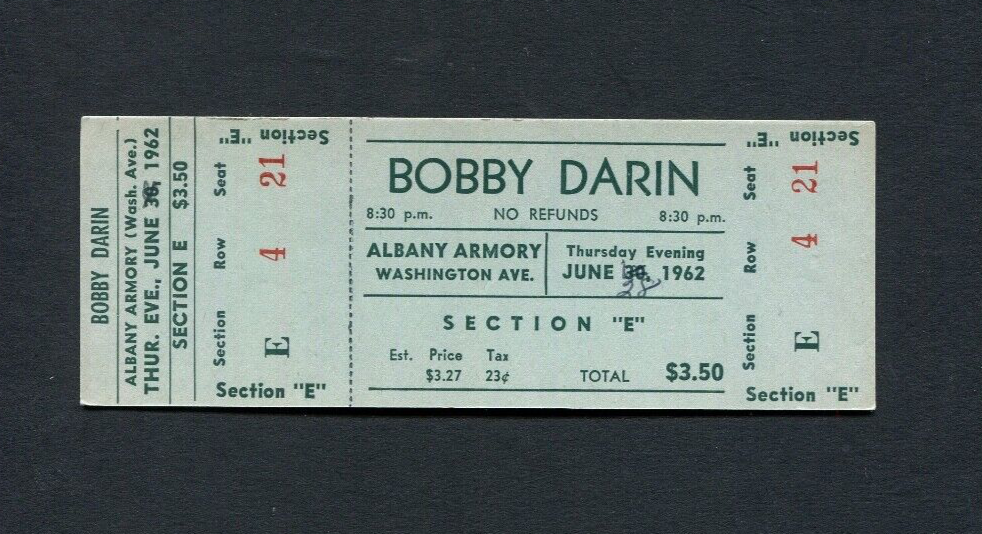 BOBBY DARIN
ALBANY ARMORY (Wash. Ave.)
THUR. EVE., JUNE 30, 1962
SECTION E $3.50
Section "E"
Section Row Seat
E 4 21
Section "E"
BOBBY DARIN
8:30 p.m. NO REFUNDS 8:30 p.m.
ALBANY ARMORY
WASHINGTON AVE.
Thursday Evening
JUNE 30, 1962
28
SECTION "E"
Est. Price Tax
$3.27 23¢ TOTAL $3.50
Section "E"
Section Row Seat
E 4 21
Section "E"